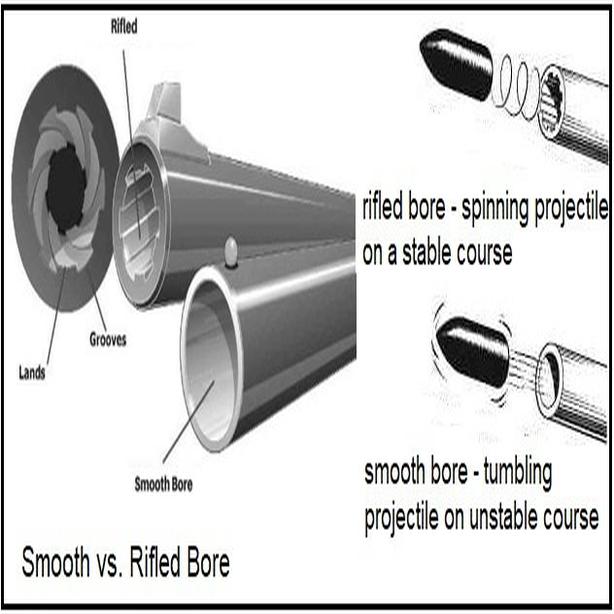 Rifled
rifled bore - spinning projectile
on a stable course
Grooves
Lands
Smooth Bore
smooth bore - tumbling
projectile on unstable course
Smooth vs. Rifled Bore